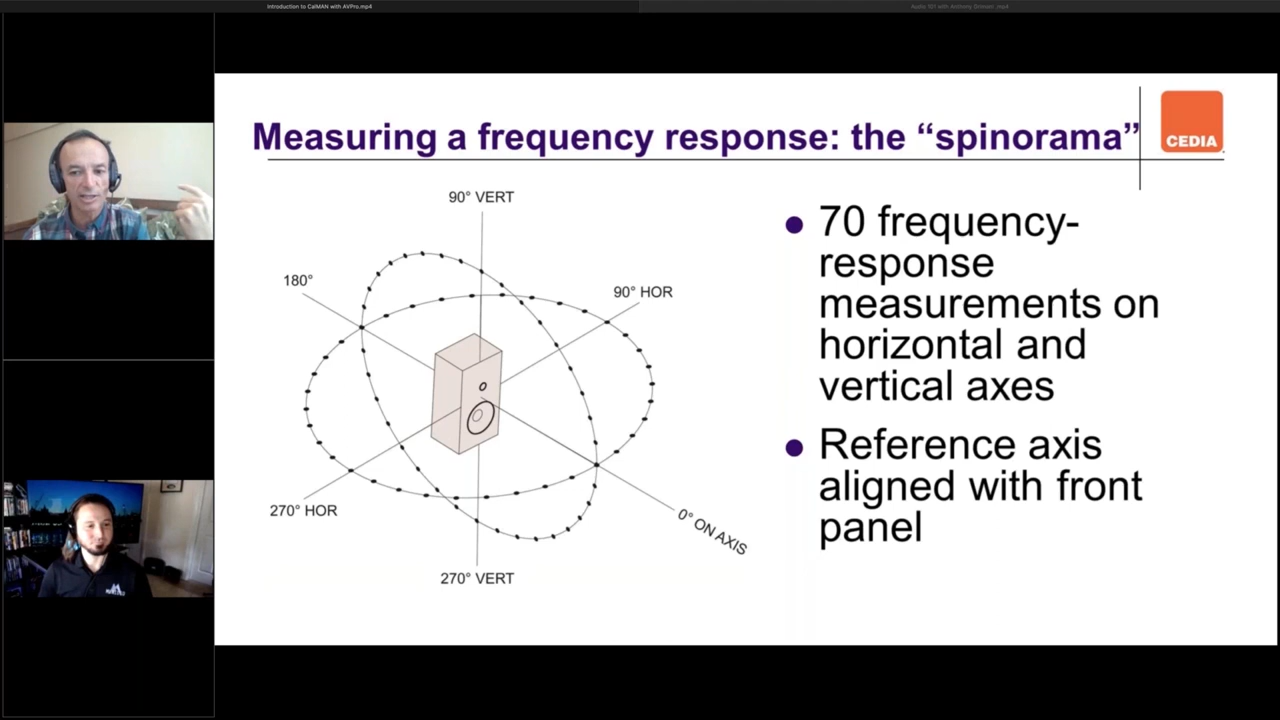 Introduction to CalMAN with AVPro.mp4
Audio 101 with Anthony Grimani .mp4
Measuring a frequency response: the “spinorama”
CEDIA
90° VERT
180°
90° HOR
270° HOR
0° ON AXIS
270° VERT
● 70 frequency-
response
measurements on
horizontal and
vertical axes
● Reference axis
aligned with front
panel